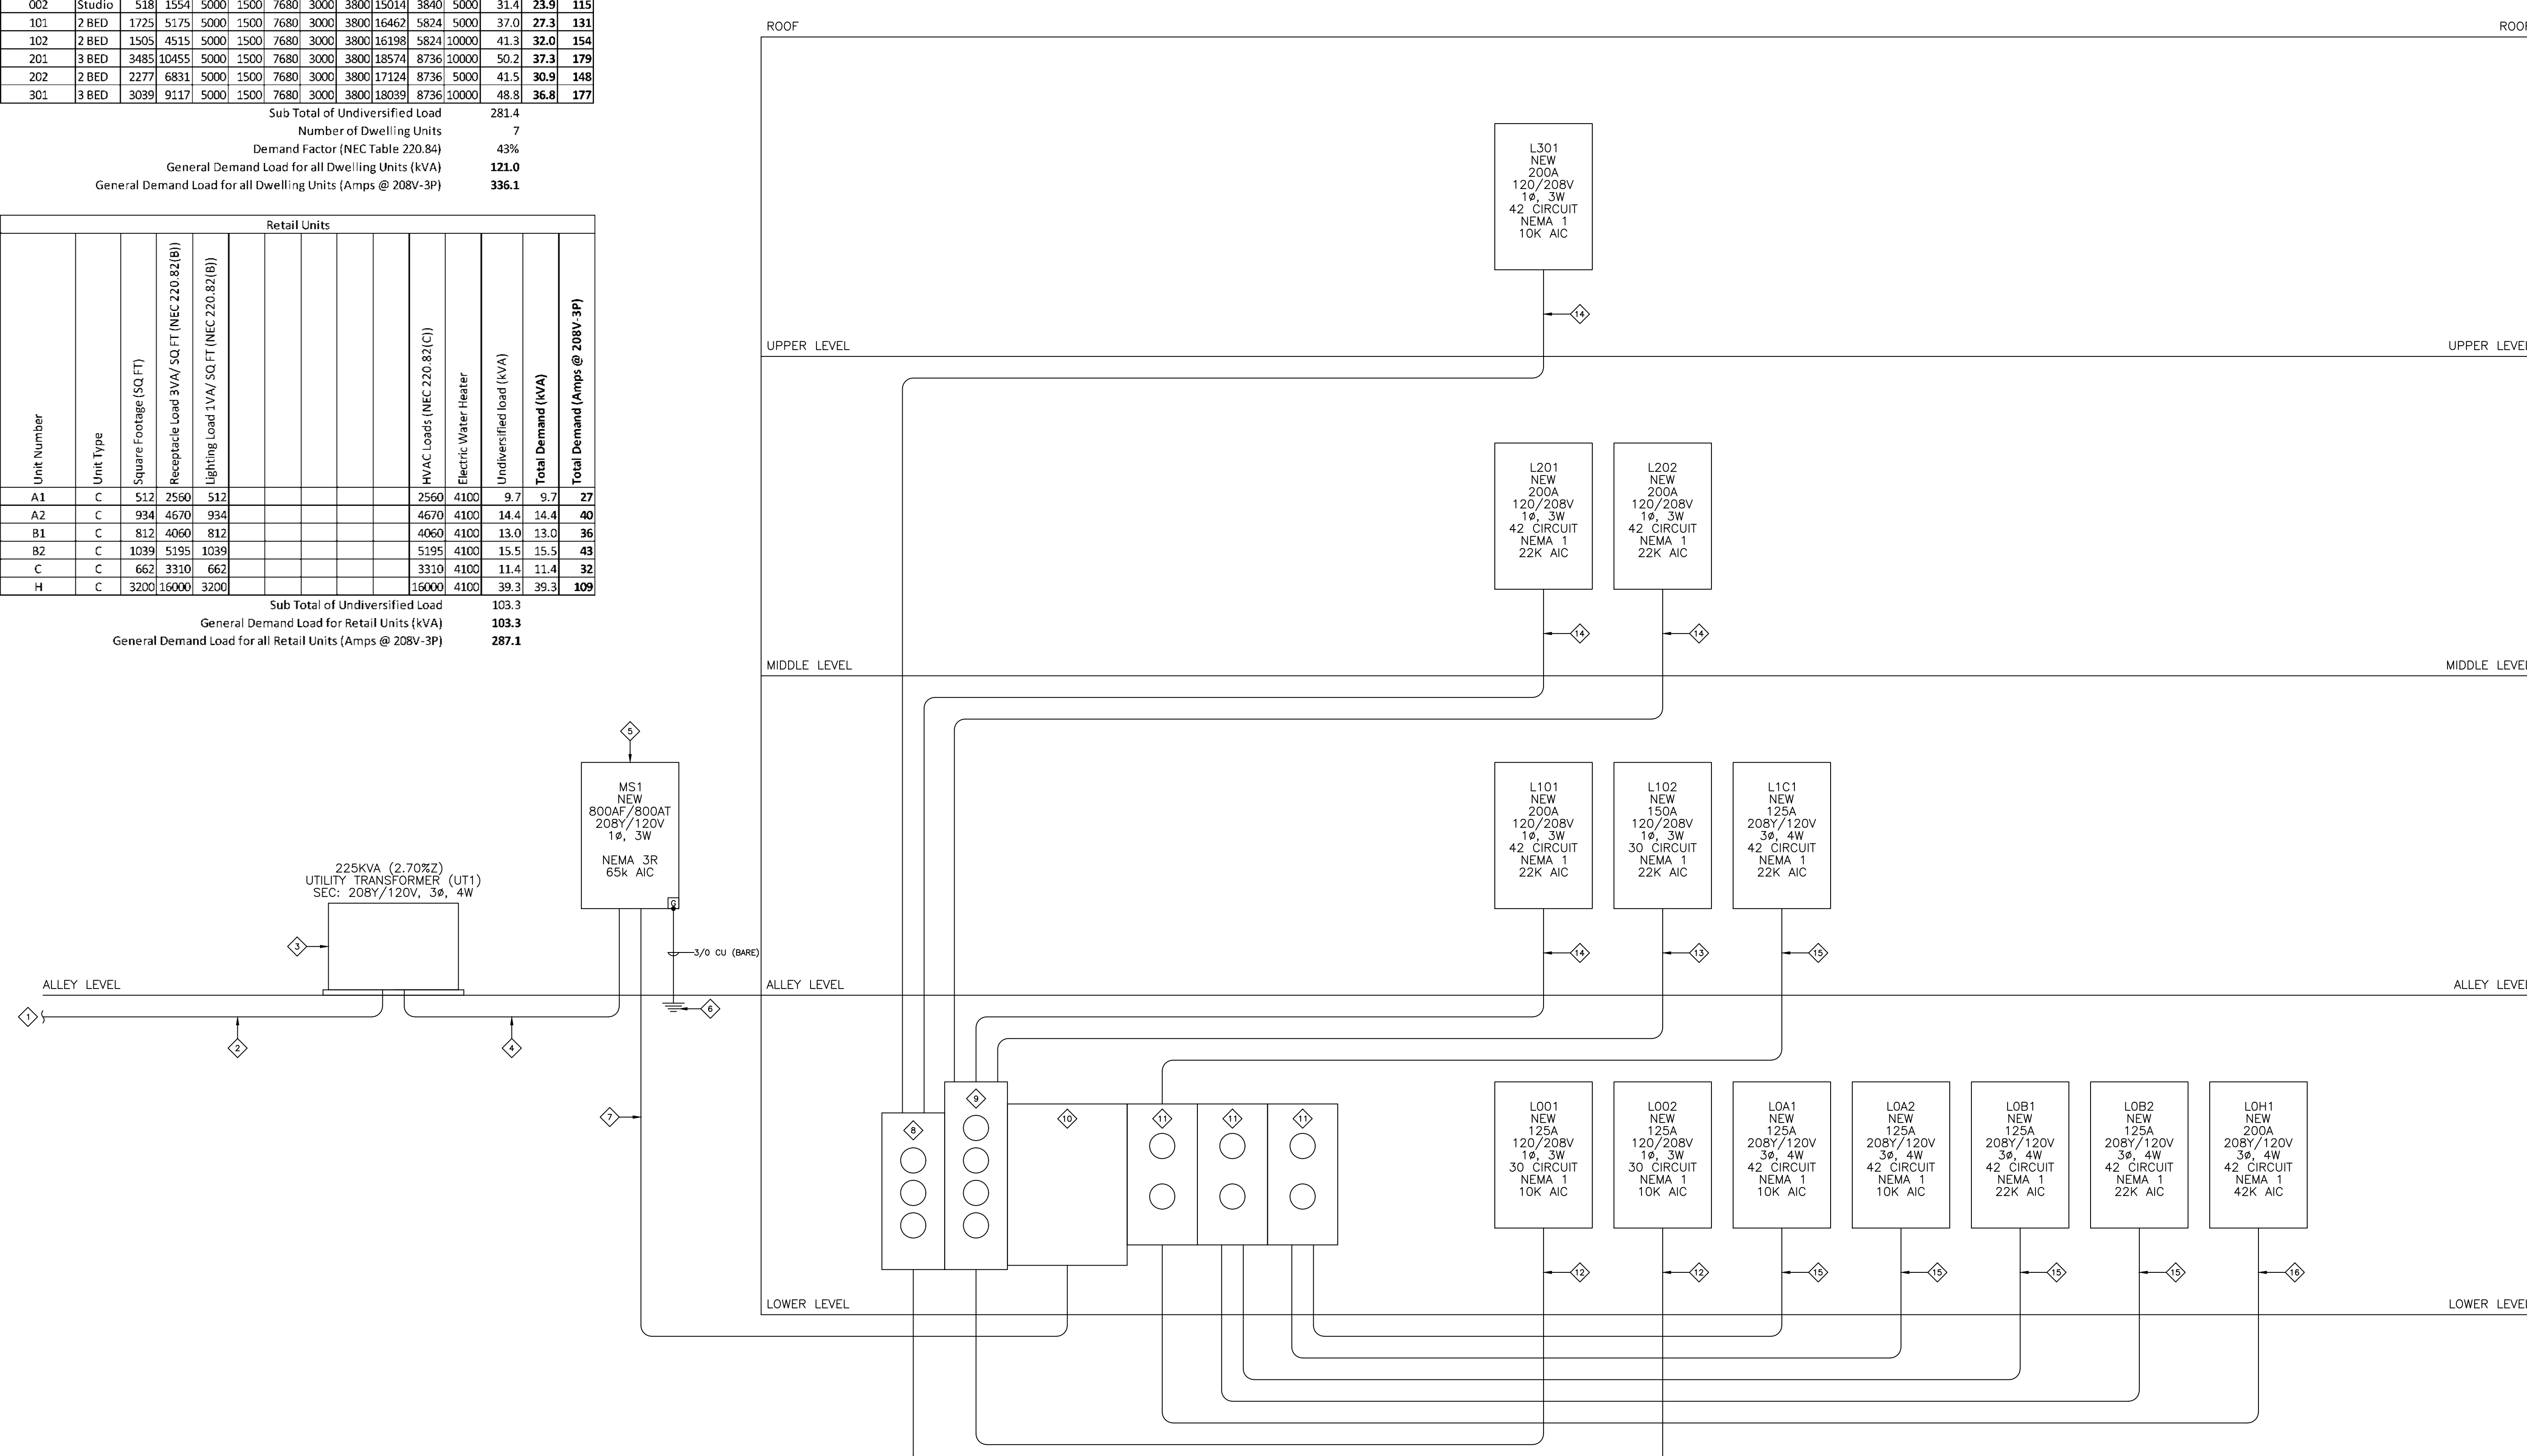 002 Studio 518 1554 5000 1500 7680 3000 3800 15014 3840 5000 31.4 23.9 115
101 2 BED 1725 5175 5000 1500 7680 3000 3800 16462 5824 5000 37.0 27.3 131
102 2 BED 1505 4515 5000 1500 7680 3000 3800 16198 5824 10000 41.3 32.0 154
201 3 BED 3485 10455 5000 1500 7680 3000 3800 18574 8736 10000 50.2 37.3 179
202 2 BED 2277 6831 5000 1500 7680 3000 3800 17124 8736 5000 41.5 30.9 148
301 3 BED 3039 9117 5000 1500 7680 3000 3800 18039 8736 10000 48.8 36.8 177
Sub Total of Undiversified Load 281.4
Number of Dwelling Units 7
Demand Factor (NEC Table 220.84) 43%
General Demand Load for all Dwelling Units (kVA) 121.0
General Demand Load for all Dwelling Units (Amps @ 208V-3P) 336.1
Retail Units
Unit Number
Unit Type
Square Footage (SQ FT)
Receptacle Load 3VA/ SQ FT (NEC 220.82(B))
Lighting Load 1VA/ SQ FT (NEC 220.82(B))
HVAC Loads (NEC 220.82(C))
Electric Water Heater
Undiversified load (kVA)
Total Demand (kVA)
Total Demand (Amps @ 208V-3P)
A1 C 512 2560 512 2560 4100 9.7 9.7 27
A2 C 934 4670 934 4670 4100 14.4 14.4 40
B1 C 812 4060 812 4060 4100 13.0 13.0 36
B2 C 1039 5195 1039 5195 4100 15.5 15.5 43
C C 662 3310 662 3310 4100 11.4 11.4 32
H C 3200 16000 3200 16000 4100 39.3 39.3 109
Sub Total of Undiversified Load 103.3
General Demand Load for Retail Units (kVA) 103.3
General Demand Load for all Retail Units (Amps @ 208V-3P) 287.1
ROOF
ROOF
L301
NEW
200A
120/208V
1ø, 3W
42 CIRCUIT
NEMA 1
10K AIC
14
UPPER LEVEL
UPPER LEVEL
L201
NEW
200A
120/208V
1ø, 3W
42 CIRCUIT
NEMA 1
22K AIC
L202
NEW
200A
120/208V
1ø, 3W
42 CIRCUIT
NEMA 1
22K AIC
14
14
MIDDLE LEVEL
MIDDLE LEVEL
5
MS1
NEW
800AF/800AT
208Y/120V
1ø, 3W
NEMA 3R
65k AIC
G
3/0 CU (BARE)
6
225KVA (2.70%Z)
UTILITY TRANSFORMER (UT1)
SEC: 208Y/120V, 3ø, 4W
3
ALLEY LEVEL
1
2
4
L101
NEW
200A
120/208V
1ø, 3W
42 CIRCUIT
NEMA 1
22K AIC
L102
NEW
150A
120/208V
1ø, 3W
30 CIRCUIT
NEMA 1
22K AIC
L1C1
NEW
125A
208Y/120V
3ø, 4W
42 CIRCUIT
NEMA 1
22K AIC
14
13
15
ALLEY LEVEL
ALLEY LEVEL
7
8
9
10
11
11
11
L001
NEW
125A
120/208V
1ø, 3W
30 CIRCUIT
NEMA 1
10K AIC
L002
NEW
125A
120/208V
1ø, 3W
30 CIRCUIT
NEMA 1
10K AIC
L0A1
NEW
125A
208Y/120V
3ø, 4W
42 CIRCUIT
NEMA 1
10K AIC
L0A2
NEW
125A
208Y/120V
3ø, 4W
42 CIRCUIT
NEMA 1
10K AIC
L0B1
NEW
125A
208Y/120V
3ø, 4W
42 CIRCUIT
NEMA 1
22K AIC
L0B2
NEW
125A
208Y/120V
3ø, 4W
42 CIRCUIT
NEMA 1
22K AIC
L0H1
NEW
200A
208Y/120V
3ø, 4W
42 CIRCUIT
NEMA 1
42K AIC
12
12
15
15
15
15
16
LOWER LEVEL
LOWER LEVEL